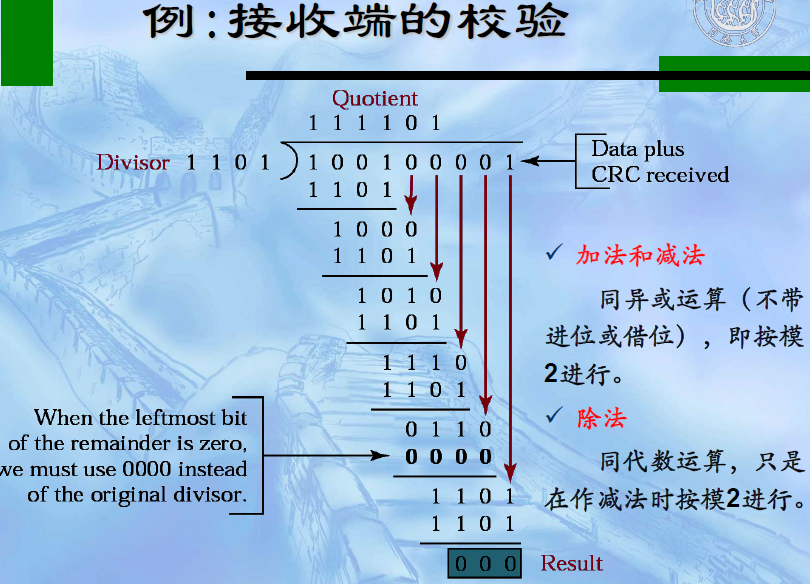 例:接收端的校验
Quotient
1 1 1 1 0 1
Divisor 1 1 0 1 ) 1 0 0 1 0 0 0 0 1
Data plus
CRC received
1 1 0 1
1 0 0 0
1 1 0 1
1 0 1 0
1 1 0 1
1 1 1 0
1 1 0 1
0 1 1 0
0 0 0 0
1 1 0 1
1 1 0 1
0 0 0 Result
When the leftmost bit
of the remainder is zero,
we must use 0000 instead
of the original divisor.
✓ 加法和减法
同异或运算（不带
进位或借位），即按模
2进行。
✓ 除法
同代数运算，只是
在作减法时按模2进行。